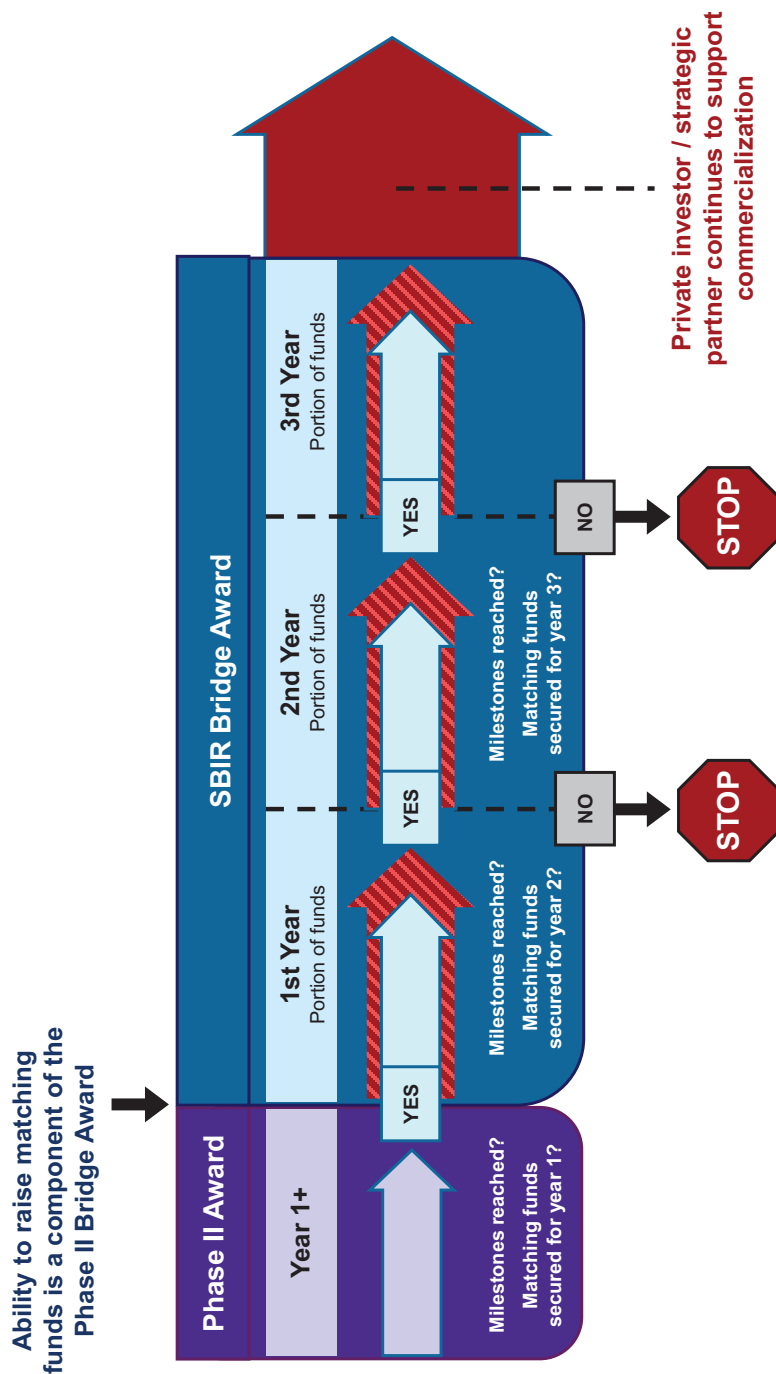 Ability to raise matching
funds is a component of the
Phase II Bridge Award
Phase II Award
SBIR Bridge Award
Year 1+
1st Year
Portion of funds
2nd Year
Portion of funds
3rd Year
Portion of funds
YES
YES
YES
Milestones reached?
Matching funds
secured for year 1?
Milestones reached?
Matching funds
secured for year 2?
Milestones reached?
Matching funds
secured for year 3?
NO
NO
STOP
STOP
Private investor / strategic
partner continues to support
commercialization